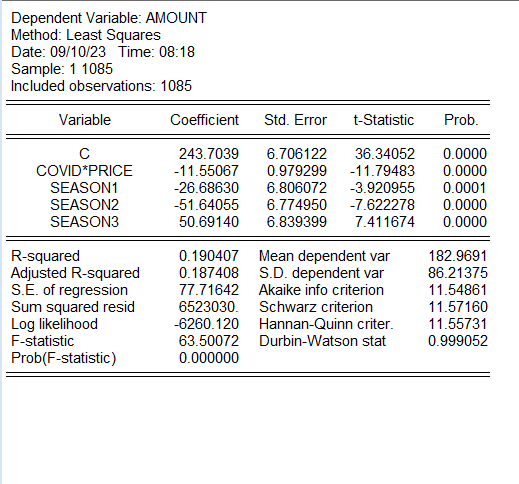 Dependent Variable: AMOUNT
Method: Least Squares
Date: 09/10/23 Time: 08:18
Sample: 1 1085
Included observations: 1085
Variable Coefficient Std. Error t-Statistic Prob.
C 243.7039 6.706122 36.34052 0.0000
COVID*PRICE -11.55067 0.979299 -11.79483 0.0000
SEASON1 -26.68630 6.806072 -3.920955 0.0001
SEASON2 -51.64055 6.774950 -7.622278 0.0000
SEASON3 50.69140 6.839399 7.411674 0.0000
R-squared 0.190407 Mean dependent var 182.9691
Adjusted R-squared 0.187408 S.D. dependent var 86.21375
S.E. of regression 77.71642 Akaike info criterion 11.54861
Sum squared resid 6523030. Schwarz criterion 11.57160
Log likelihood -6260.120 Hannan-Quinn criter. 11.55731
F-statistic 63.50072 Durbin-Watson stat 0.999052
Prob(F-statistic) 0.000000